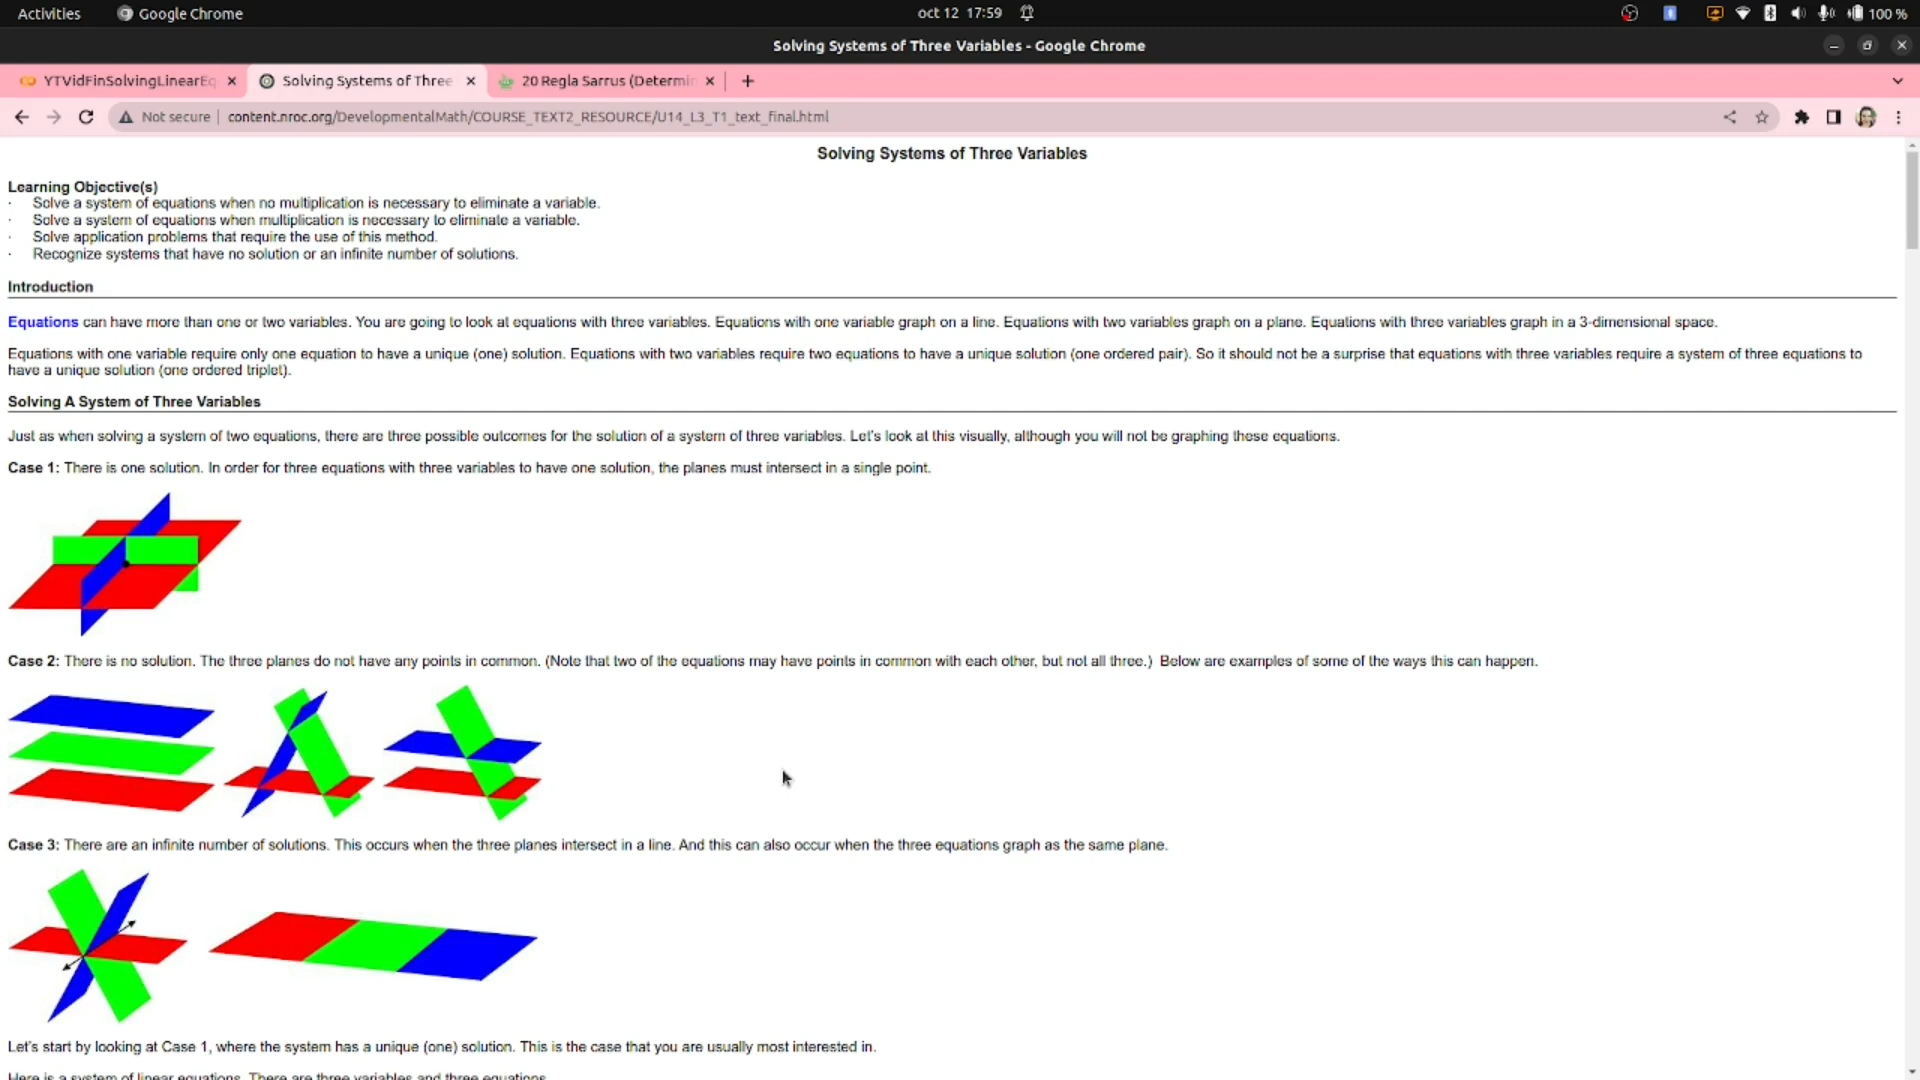 Activities
Google Chrome
oct 12 17:59
100 %
Solving Systems of Three Variables - Google Chrome
YTVidFinSolvingLinearEq
Solving Systems of Three
20 Regla Sarrus (Determin
Not secure
content.nroc.org/DevelopmentalMath/COURSE_TEXT2_RESOURCE/U14_L3_T1_text_final.html
Solving Systems of Three Variables
Learning Objective(s)
· Solve a system of equations when no multiplication is necessary to eliminate a variable.
· Solve a system of equations when multiplication is necessary to eliminate a variable.
· Solve application problems that require the use of this method.
· Recognize systems that have no solution or an infinite number of solutions.
Introduction
Equations can have more than one or two variables. You are going to look at equations with three variables. Equations with one variable graph on a line. Equations with two variables graph on a plane. Equations with three variables graph in a 3-dimensional space.
Equations with one variable require only one equation to have a unique (one) solution. Equations with two variables require two equations to have a unique solution (one ordered pair). So it should not be a surprise that equations with three variables require a system of three equations to
have a unique solution (one ordered triplet).
Solving A System of Three Variables
Just as when solving a system of two equations, there are three possible outcomes for the solution of a system of three variables. Let's look at this visually, although you will not be graphing these equations.
Case 1: There is one solution. In order for three equations with three variables to have one solution, the planes must intersect in a single point.
Case 2: There is no solution. The three planes do not have any points in common. (Note that two of the equations may have points in common with each other, but not all three.) Below are examples of some of the ways this can happen.
Case 3: There are an infinite number of solutions. This occurs when the three planes intersect in a line. And this can also occur when the three equations graph as the same plane.
Let's start by looking at Case 1, where the system has a unique (one) solution. This is the case that you are usually most interested in.
Here is a system of linear equations. There are three variables and three equations.